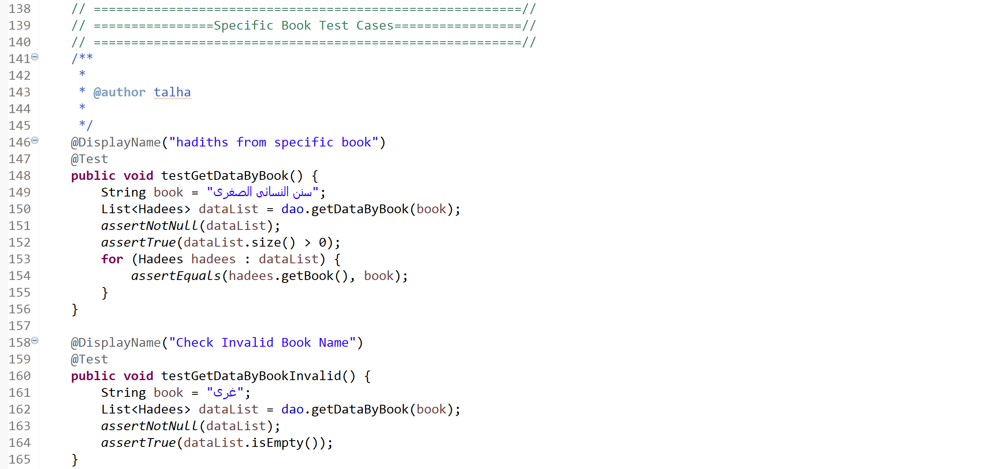 138 // =========================================================//
139 // ================Specific Book Test Cases=================//
140 // =========================================================//
141 /**
142 *
143 * @author talha
144 *
145 */
146 @DisplayName("hadiths from specific book")
147 @Test
148 public void testGetDataByBook() {
149 String book = "سنن النسائى الصغرى";
150 List<Hadees> dataList = dao.getDataByBook(book);
151 assertNotNull(dataList);
152 assertTrue(dataList.size() > 0);
153 for (Hadees hadees : dataList) {
154 assertEquals(hadees.getBook(), book);
155 }
156 }
157
158 @DisplayName("Check Invalid Book Name")
159 @Test
160 public void testGetDataByBookInvalid() {
161 String book = "غرى";
162 List<Hadees> dataList = dao.getDataByBook(book);
163 assertNotNull(dataList);
164 assertTrue(dataList.isEmpty());
165 }